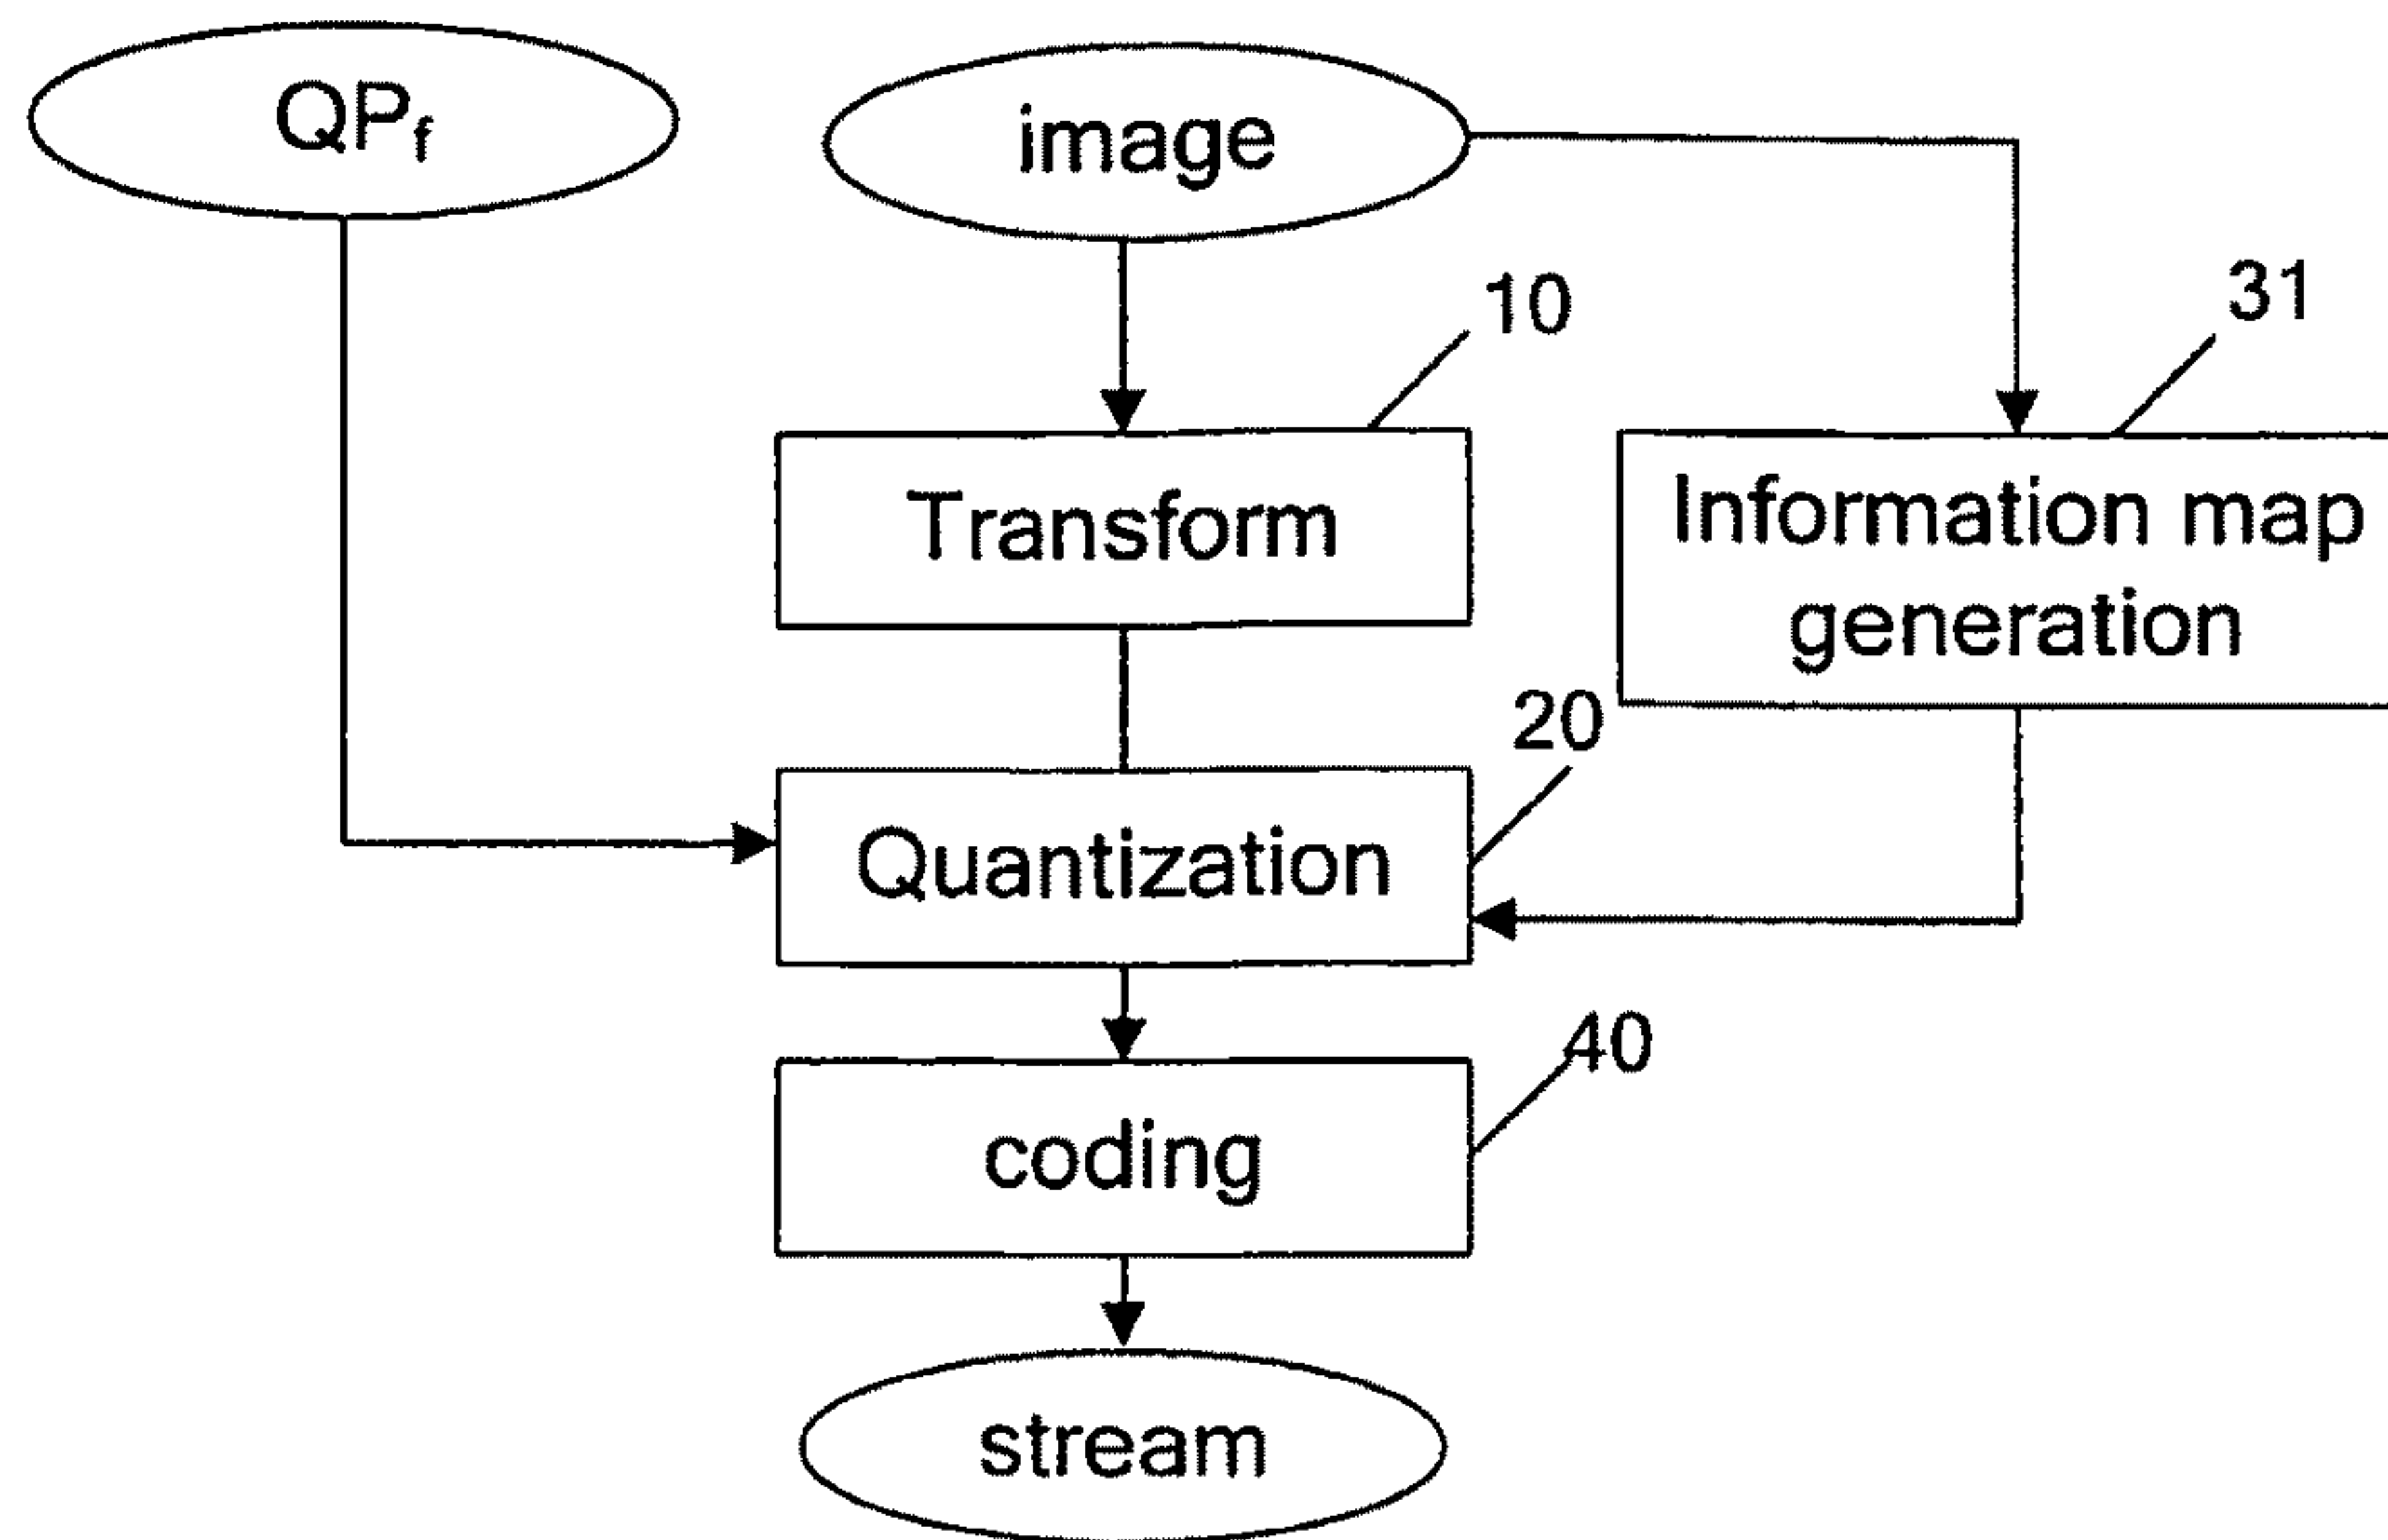 QPf
image
10
31
Transform
Information map
generation
20
Quantization
40
coding
stream